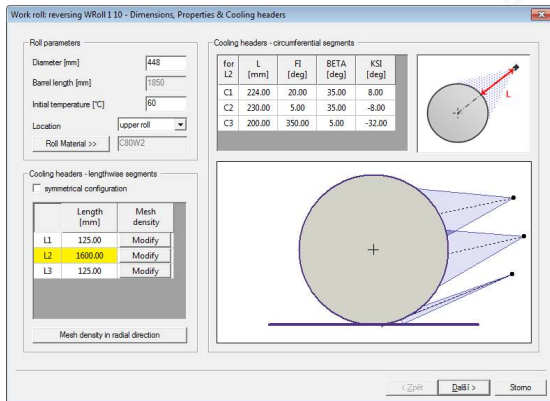 Work roll: reversing WRoll 1 10 - Dimensions, Properties & Cooling headers
Roll parameters
Diameter [mm] 448
Barrel length [mm] 1850
Initial temperature [°C] 60
Location upper roll
Roll Material >> C80W2
Cooling headers - lengthwise segments
symmetrical configuration
Length [mm] Mesh density
L1 125.00 Modify
L2 1600.00 Modify
L3 125.00 Modify
Mesh density in radial direction
Cooling headers - circumferential segments
for L2 L [mm] FI [deg] BETA [deg] KSI [deg]
C1 224.00 20.00 35.00 8.00
C2 230.00 5.00 35.00 -8.00
C3 200.00 350.00 5.00 -32.00
L
< Zpět Další > Storno